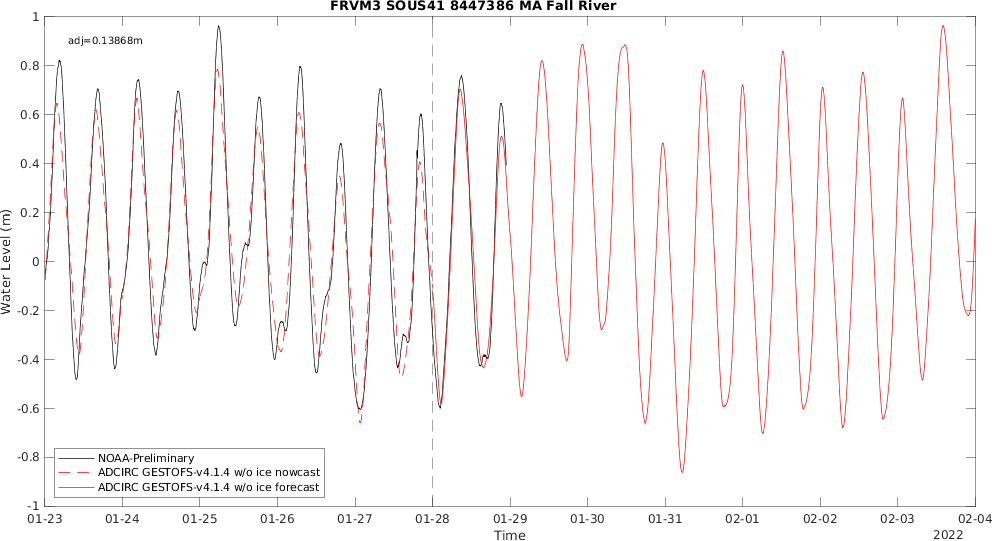 FRVM3 SOUS41 8447386 MA Fall River
adj=0.13868m
1
0.8
0.6
0.4
0.2
0
-0.2
-0.4
-0.6
-0.8
-1
Water Level (m)
NOAA-Preliminary
ADCIRC GESTOFS-v4.1.4 w/o ice nowcast
ADCIRC GESTOFS-v4.1.4 w/o ice forecast
01-23 01-24 01-25 01-26 01-27 01-28 01-29 01-30 01-31 02-01 02-02 02-03 02-04
Time
2022